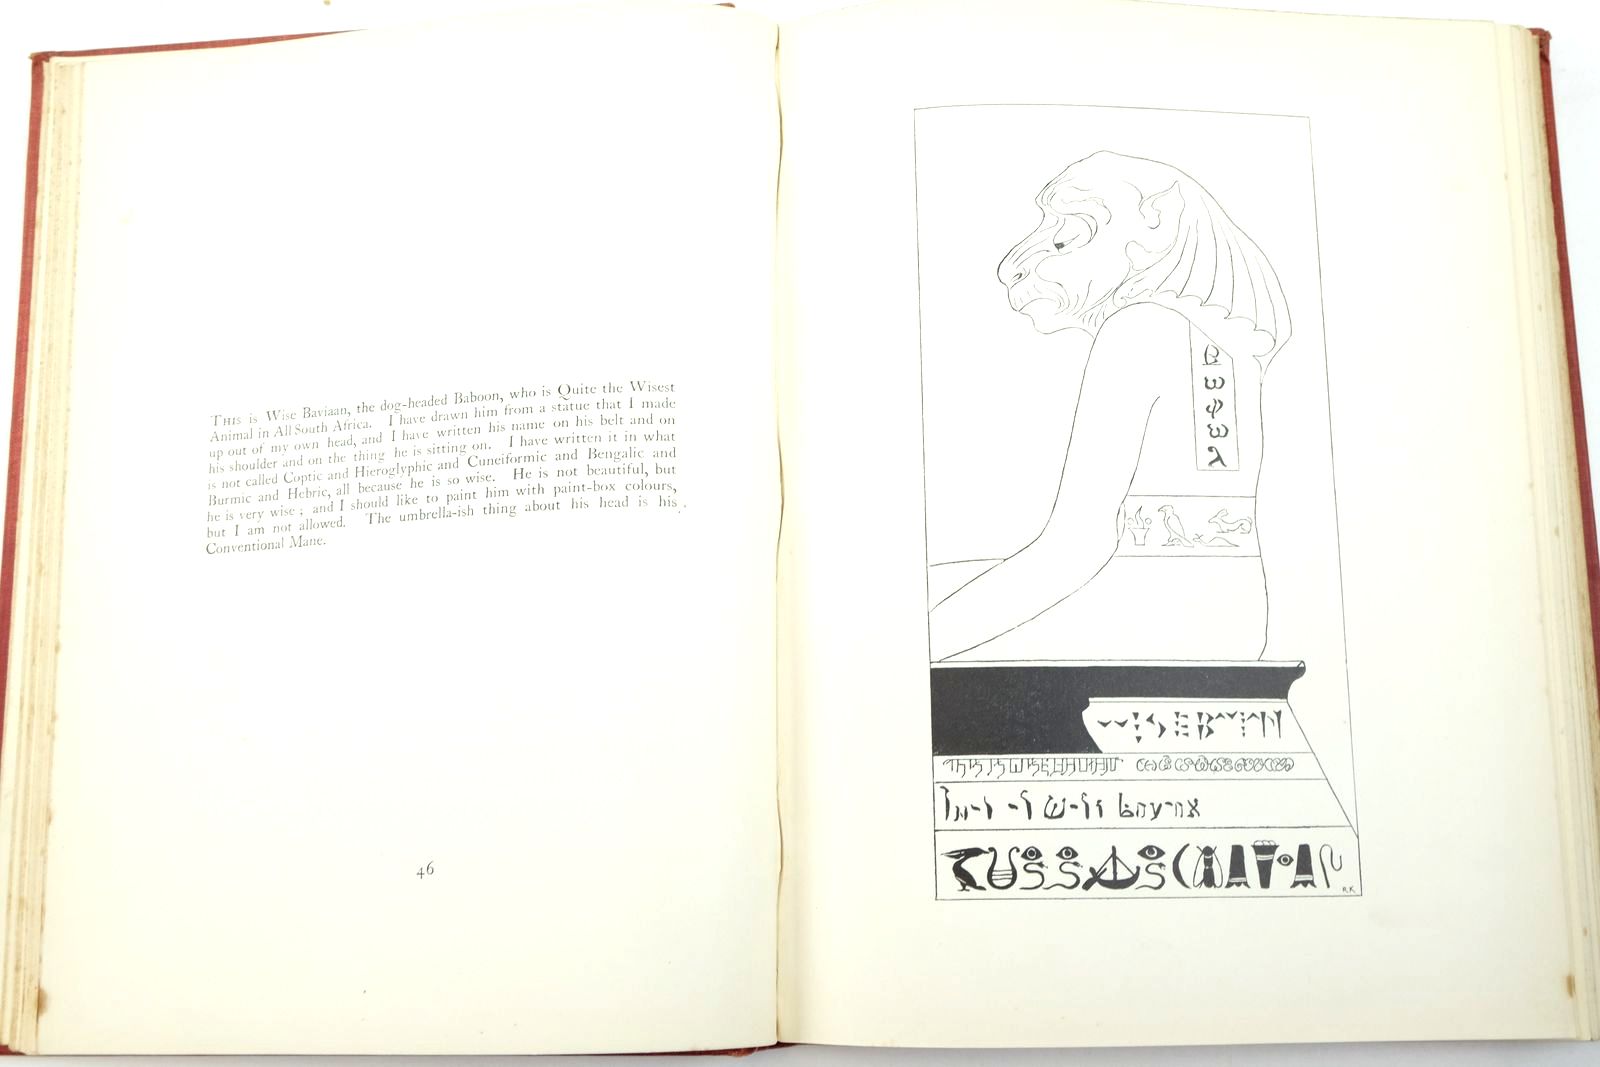 THIS is Wise Baviaan, the dog-headed Baboon, who is Quite the Wisest
Animal in All South Africa. I have drawn him from a statue that I made
up out of my own head, and I have written his name on his belt and on
his shoulder and on the thing he is sitting on. I have written it in what
is not called Coptic and Hieroglyphic and Cuneiformic and Bengalic and
Burmic and Hebric, all because he is so wise. He is not beautiful, but
he is very wise; and I should like to paint him with paint-box colours,
but I am not allowed. The umbrella-ish thing about his head is his
Conventional Mane.
46
R.K.